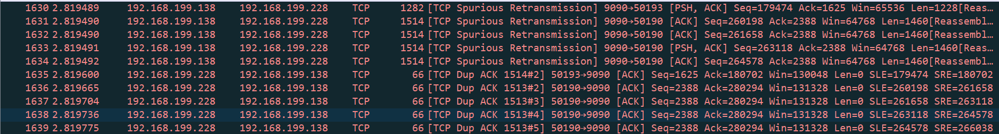 1630 2.819489 192.168.199.138 192.168.199.228 TCP 1282 [TCP Spurious Retransmission] 9090→50193 [PSH, ACK] Seq=179474 Ack=1625 Win=65536 Len=1228[Reas…
1631 2.819490 192.168.199.138 192.168.199.228 TCP 1514 [TCP Spurious Retransmission] 9090→50190 [ACK] Seq=260198 Ack=2388 Win=64768 Len=1460[Reassembl…
1632 2.819490 192.168.199.138 192.168.199.228 TCP 1514 [TCP Spurious Retransmission] 9090→50190 [ACK] Seq=261658 Ack=2388 Win=64768 Len=1460[Reassembl…
1633 2.819491 192.168.199.138 192.168.199.228 TCP 1514 [TCP Spurious Retransmission] 9090→50190 [PSH, ACK] Seq=263118 Ack=2388 Win=64768 Len=1460[Reas…
1634 2.819492 192.168.199.138 192.168.199.228 TCP 1514 [TCP Spurious Retransmission] 9090→50190 [ACK] Seq=264578 Ack=2388 Win=64768 Len=1460[Reassembl…
1635 2.819600 192.168.199.228 192.168.199.138 TCP 66 [TCP Dup ACK 1514#2] 50193→9090 [ACK] Seq=1625 Ack=180702 Win=130048 Len=0 SLE=179474 SRE=180702
1636 2.819665 192.168.199.228 192.168.199.138 TCP 66 [TCP Dup ACK 1513#2] 50190→9090 [ACK] Seq=2388 Ack=280294 Win=131328 Len=0 SLE=260198 SRE=261658
1637 2.819704 192.168.199.228 192.168.199.138 TCP 66 [TCP Dup ACK 1513#3] 50190→9090 [ACK] Seq=2388 Ack=280294 Win=131328 Len=0 SLE=261658 SRE=263118
1638 2.819736 192.168.199.228 192.168.199.138 TCP 66 [TCP Dup ACK 1513#4] 50190→9090 [ACK] Seq=2388 Ack=280294 Win=131328 Len=0 SLE=263118 SRE=264578
1639 2.819775 192.168.199.228 192.168.199.138 TCP 66 [TCP Dup ACK 1513#5] 50190→9090 [ACK] Seq=2388 Ack=280294 Win=131328 Len=0 SLE=264578 SRE=266038